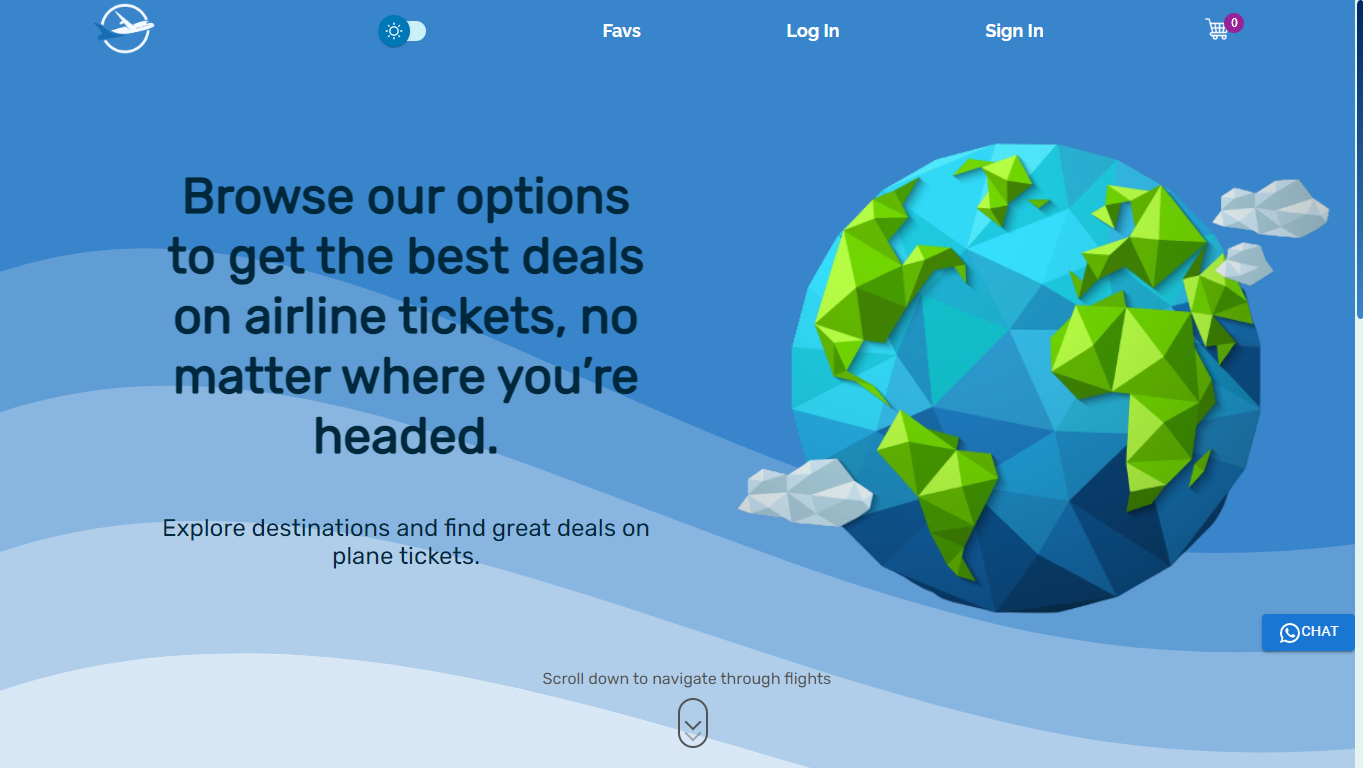 Favs
Log In
Sign In
0
Browse our options
to get the best deals
on airline tickets, no
matter where you’re
headed.
Explore destinations and find great deals on
plane tickets.
CHAT
Scroll down to navigate through flights